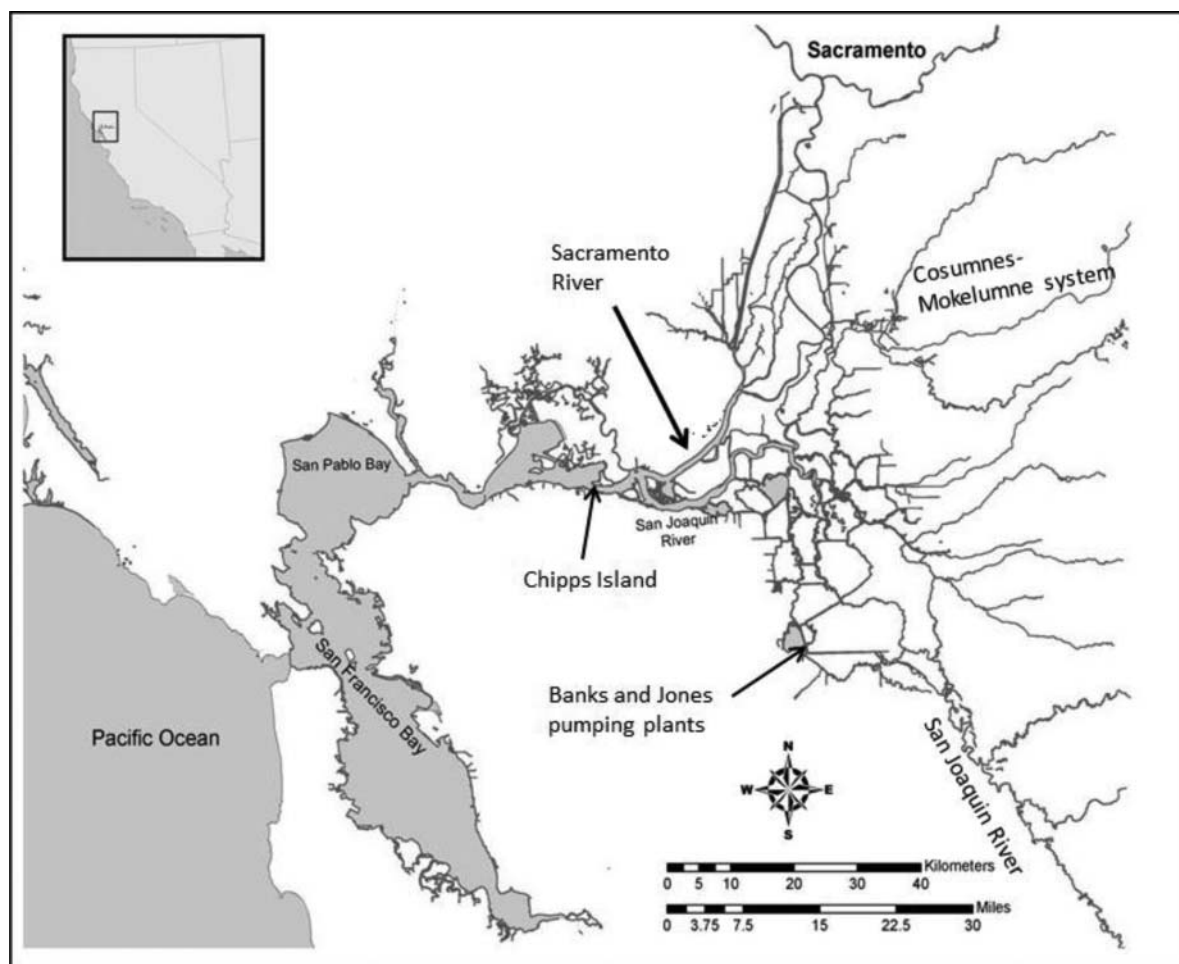 Sacramento
Sacramento
River
Cosumnes-
Mokelumne system
San Pablo Bay
San Joaquin
River
Chipps Island
San Francisco Bay
Banks and Jones
pumping plants
Pacific Ocean
San Joaquin River
N
W E
S
Kilometers
0 5 10 20 30 40
Miles
0 3.75 7.5 15 22.5 30